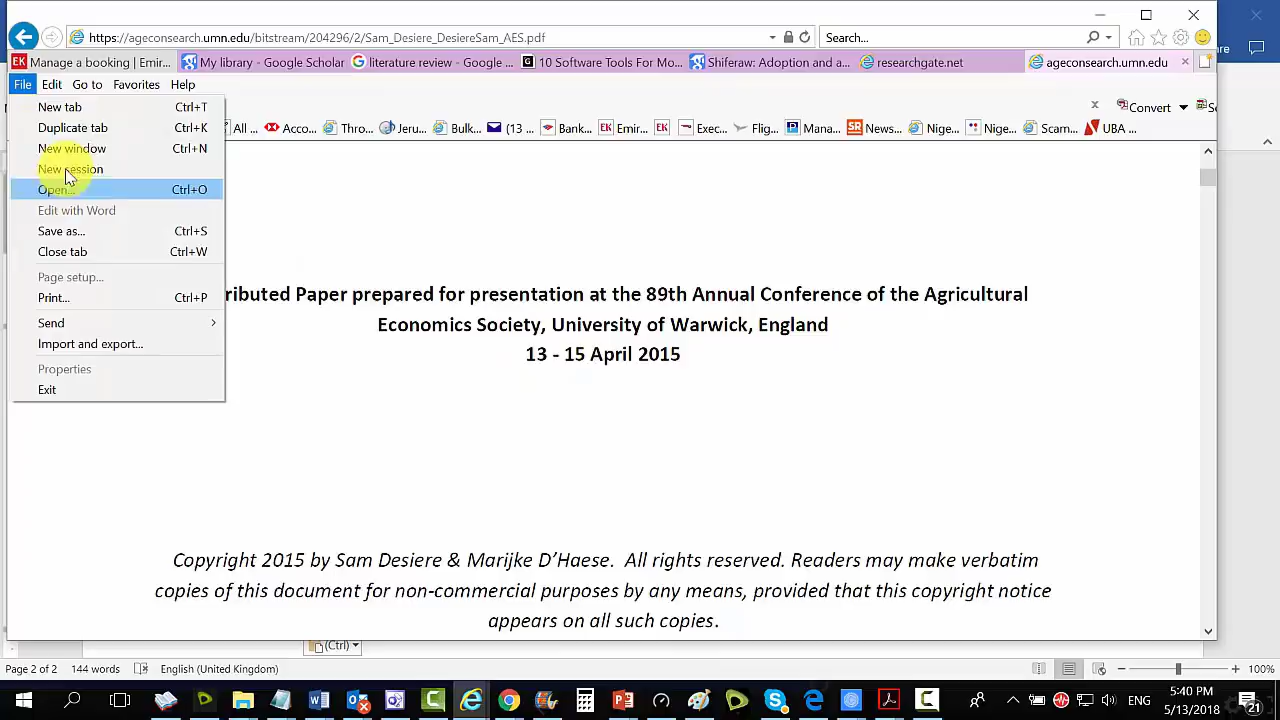 https://ageconsearch.umn.edu/bitstream/204296/2/Sam_Desiere_DesiereSam_AES.pdf
Search...
EK Manage a booking | Emir...
My library - Google Scholar
literature review - Google ...
10 Software Tools For Mo...
Shiferaw: Adoption and a...
researchgate.net
ageconsearch.umn.edu
File Edit Go to Favorites Help
New tab Ctrl+T
Convert
Duplicate tab Ctrl+K
All ... Acco... Thro... Jeru... Bulk... (13 ... Bank... EK Emir... EK Exec... Flig... Mana... SR News... Nige... Nige... Scam... UBA ...
New window Ctrl+N
New session
Open... Ctrl+O
Edit with Word
Save as... Ctrl+S
Close tab Ctrl+W
Page setup...
Print... Ctrl+P
Send
Import and export...
Properties
Exit
ributed Paper prepared for presentation at the 89th Annual Conference of the Agricultural
Economics Society, University of Warwick, England
13 - 15 April 2015
Copyright 2015 by Sam Desiere & Marijke D'Haese. All rights reserved. Readers may make verbatim
copies of this document for non-commercial purposes by any means, provided that this copyright notice
appears on all such copies.
(Ctrl)
Page 2 of 2 144 words English (United Kingdom) 100%
ENG
5:40 PM
5/13/2018
21